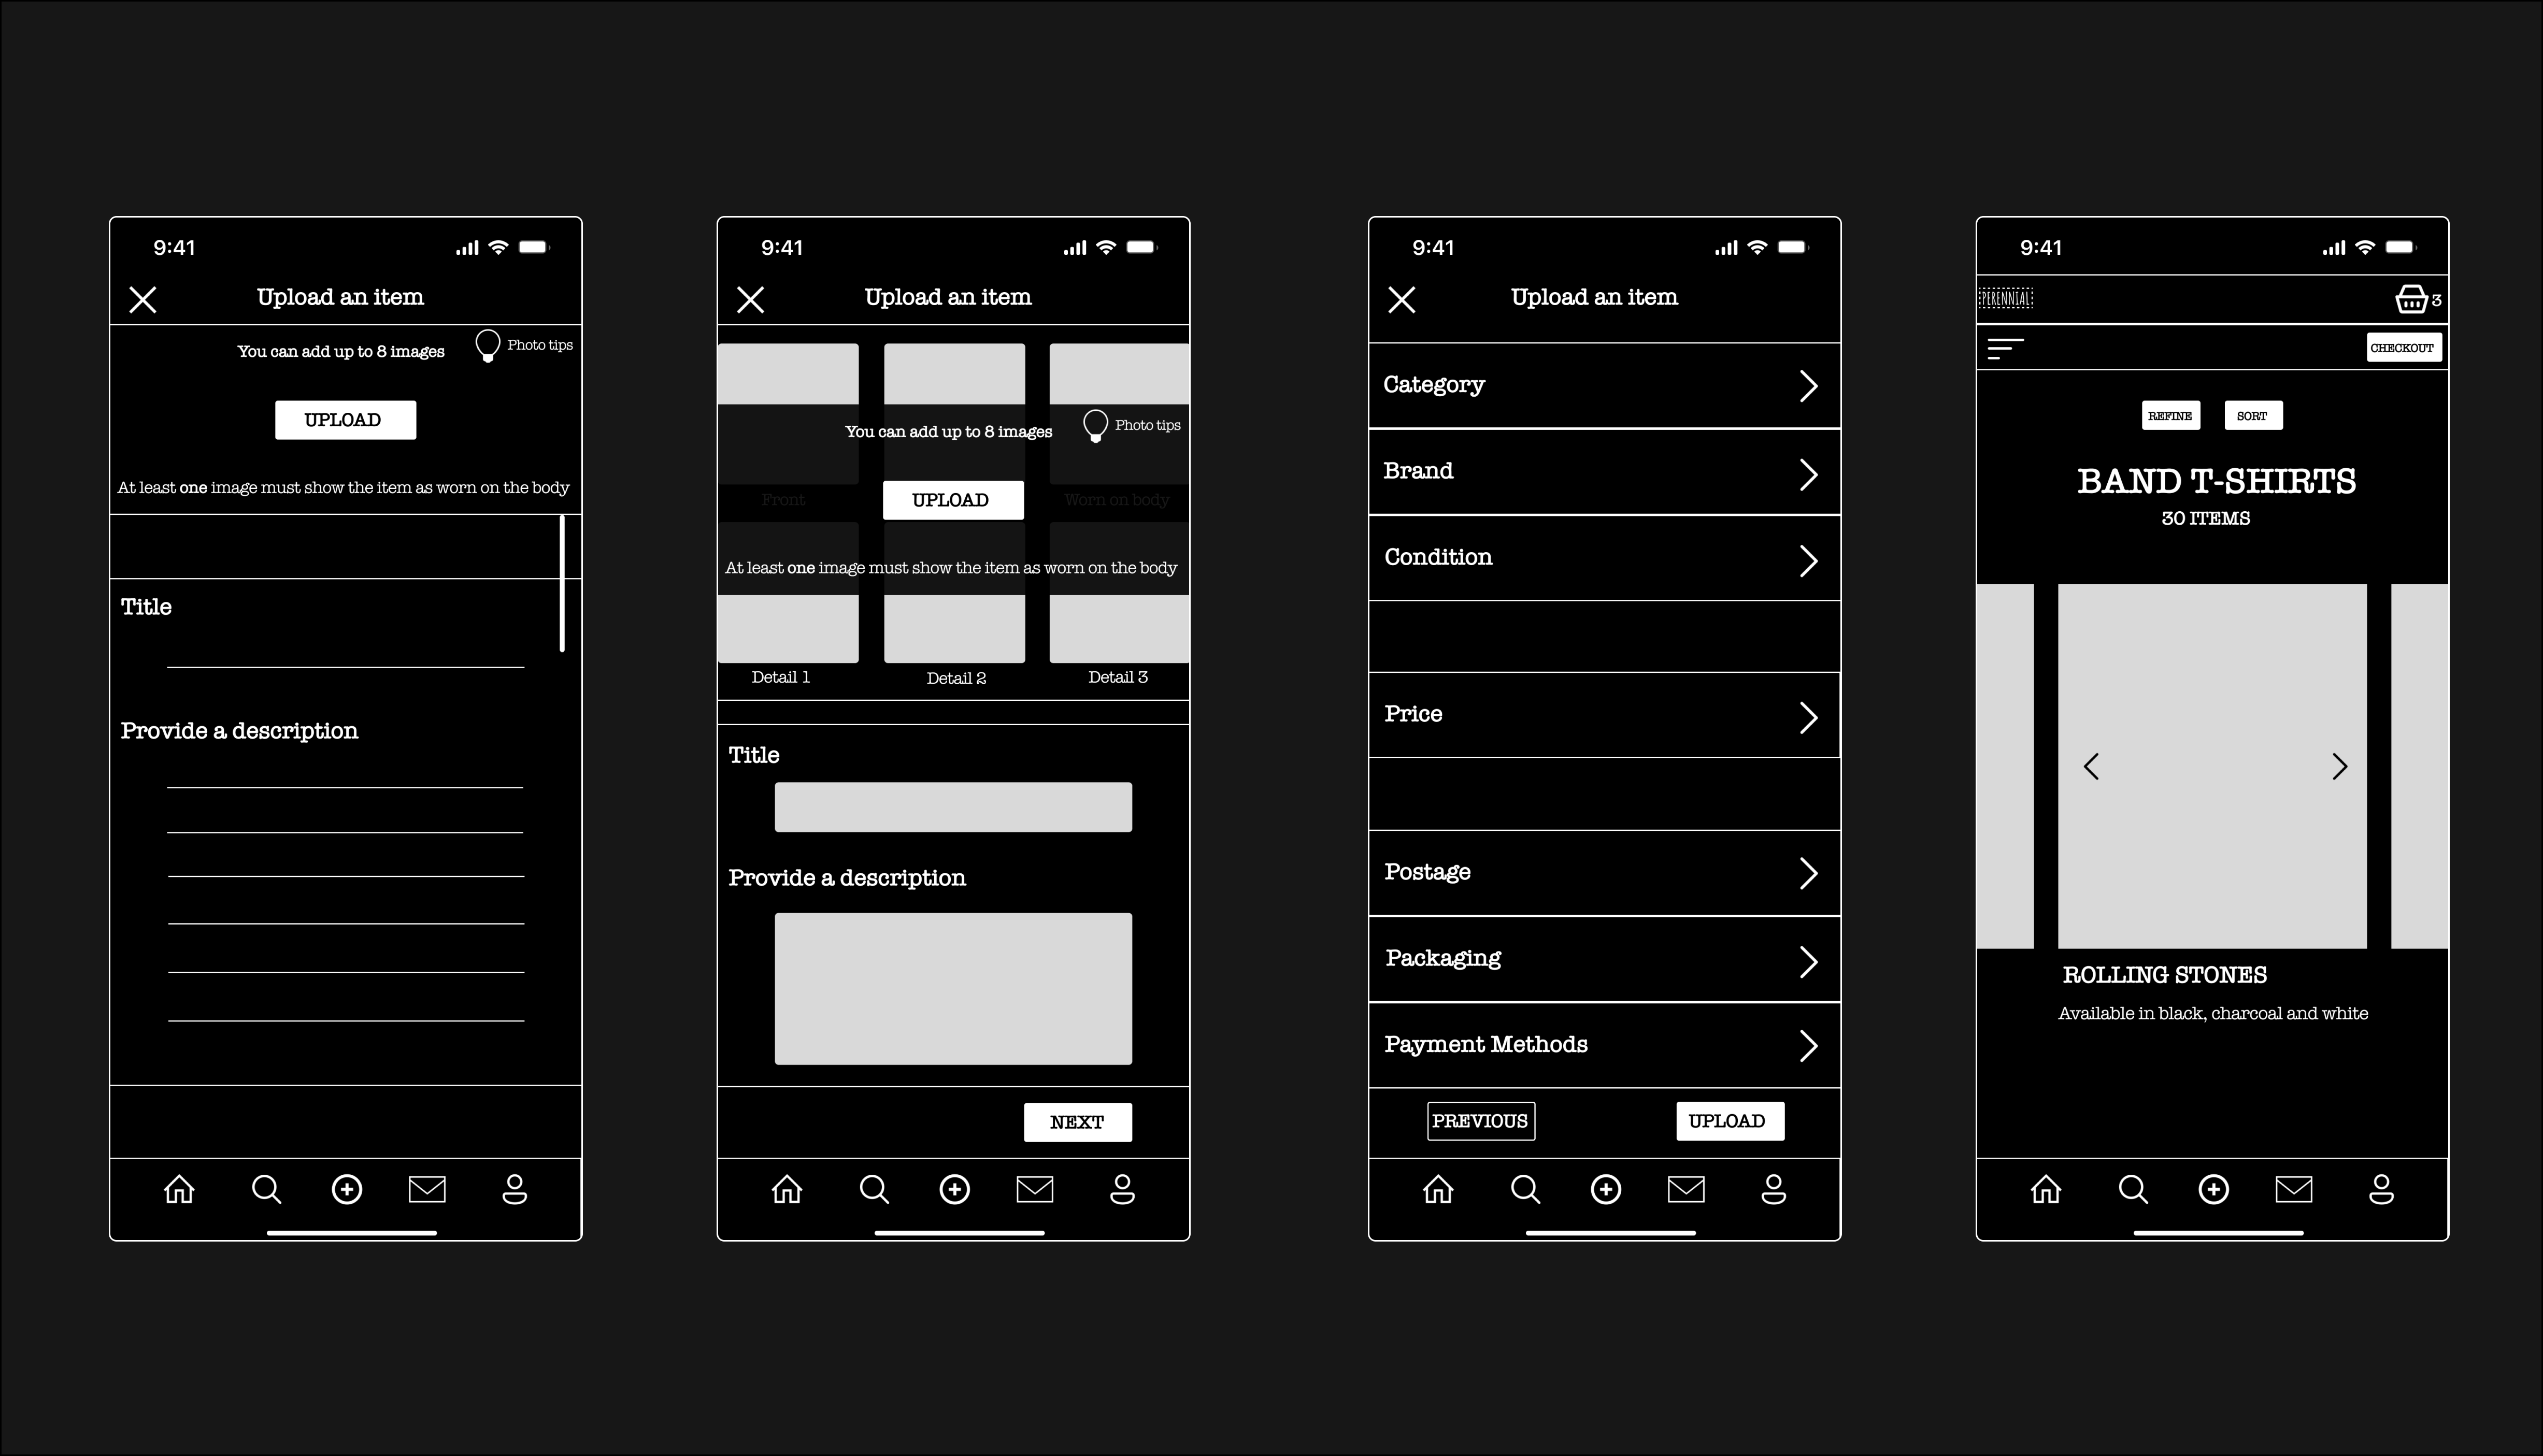 9:41
Upload an item
You can add up to 8 images
Photo tips
UPLOAD
At least one image must show the item as worn on the body
Title
Provide a description
9:41
Upload an item
You can add up to 8 images
Photo tips
Front
UPLOAD
Worn on body
At least one image must show the item as worn on the body
Detail 1
Detail 2
Detail 3
Title
Provide a description
NEXT
9:41
Upload an item
Category
Brand
Condition
Price
Postage
Packaging
Payment Methods
PREVIOUS
UPLOAD
9:41
PERENNIAL
3
CHECKOUT
REFINE
SORT
BAND T-SHIRTS
30 ITEMS
ROLLING STONES
Available in black, charcoal and white